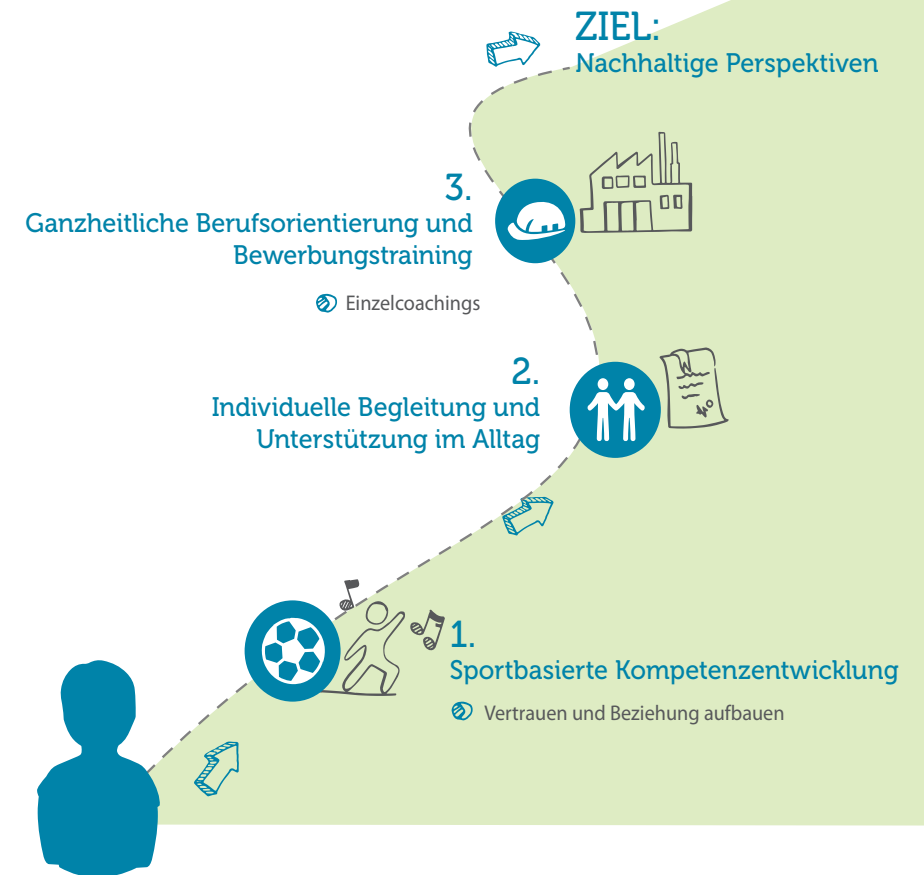 ZIEL:
Nachhaltige Perspektiven
3.
Ganzheitliche Berufsorientierung und
Bewerbungstraining
Einzelcoachings
2.
Individuelle Begleitung und
Unterstützung im Alltag
1.
Sportbasierte Kompetenzentwicklung
Vertrauen und Beziehung aufbauen